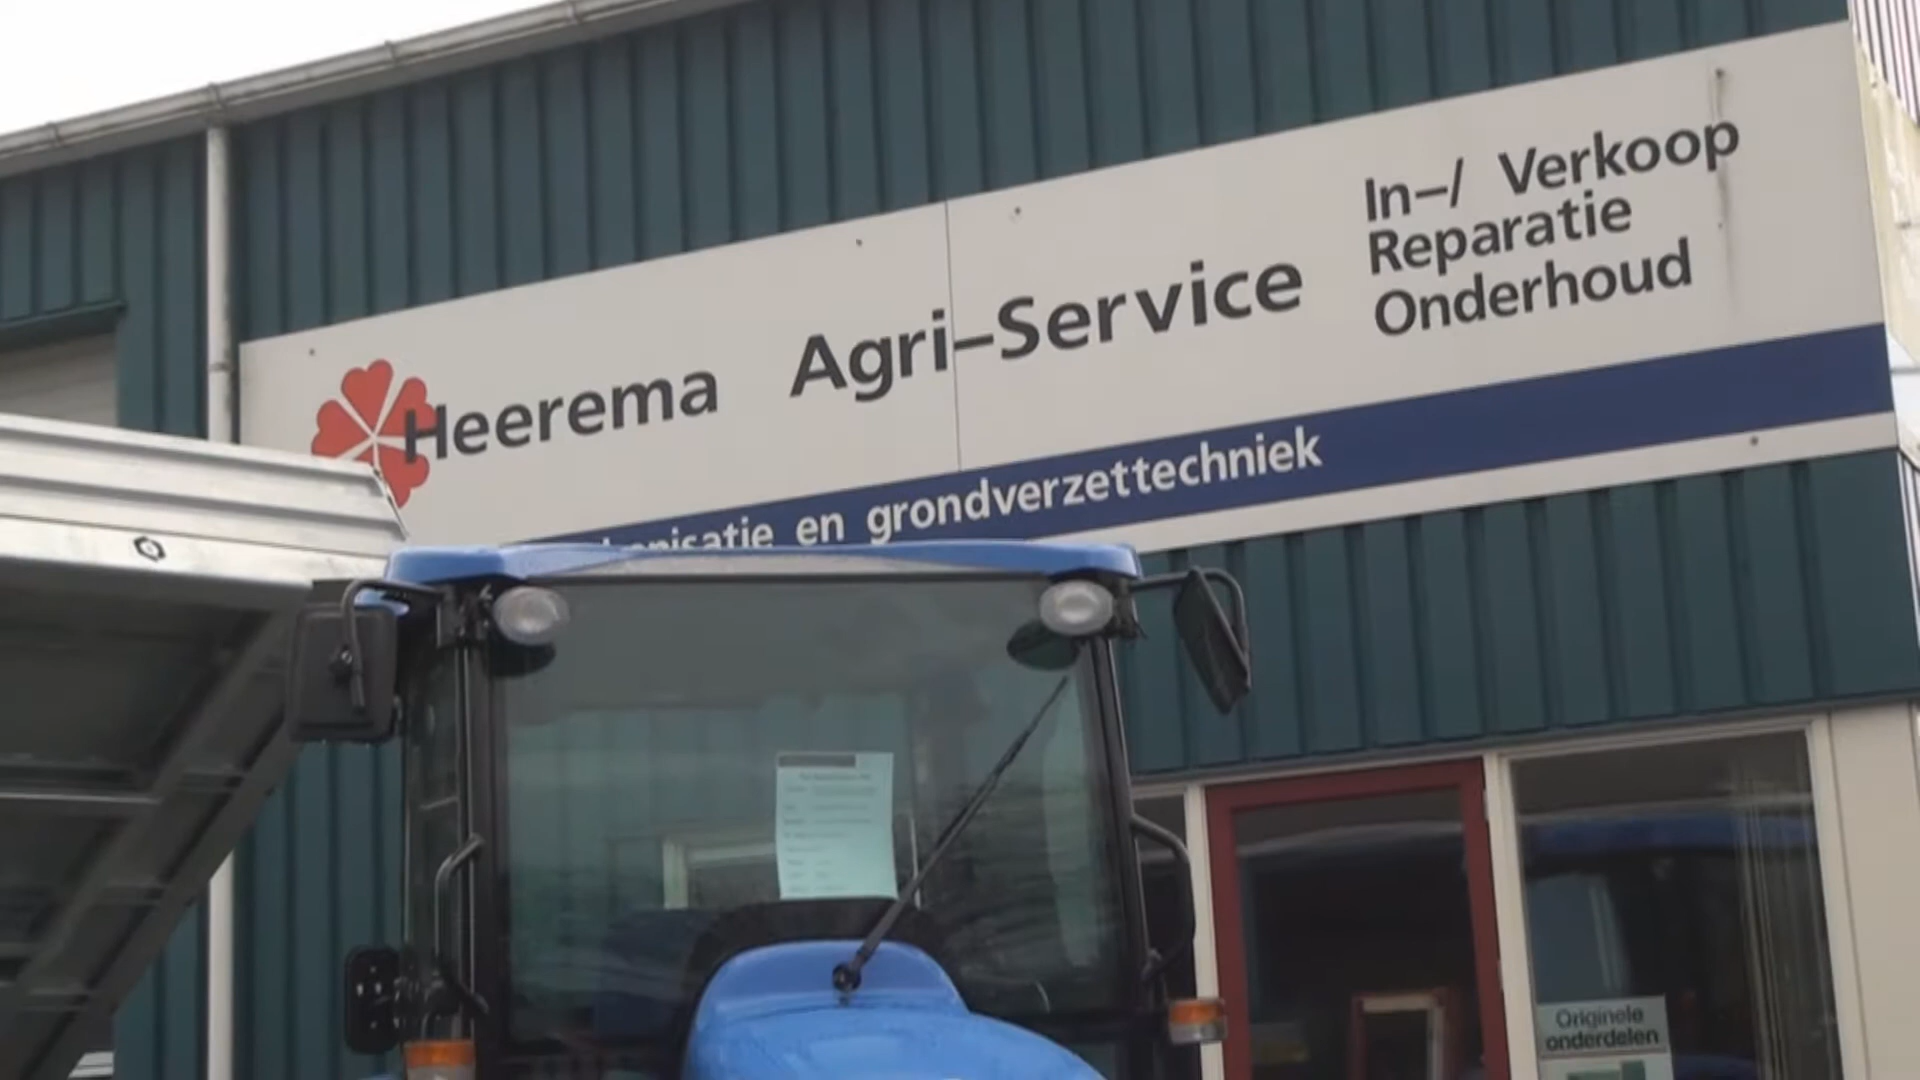 Heerema Agri-Service
In-/ Verkoop
Reparatie
Onderhoud
en grondverzettechniek
Originele
onderdelen